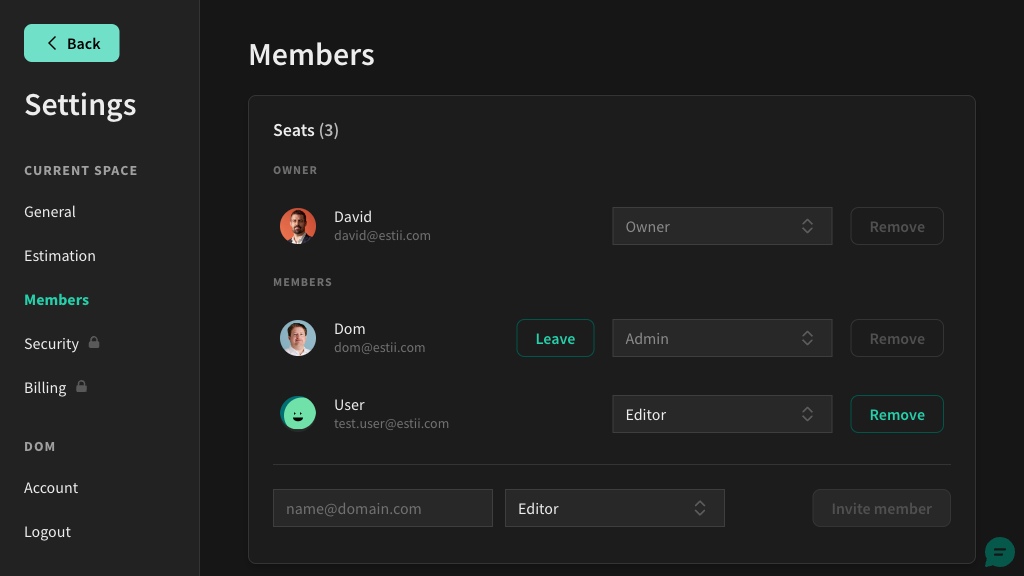 Back
Settings
CURRENT SPACE
General
Estimation
Members
Security
Billing
DOM
Account
Logout
Members
Seats (3)
OWNER
David
david@estii.com
Owner
Remove
MEMBERS
Dom
dom@estii.com
Leave
Admin
Remove
User
test.user@estii.com
Editor
Remove
name@domain.com
Editor
Invite member